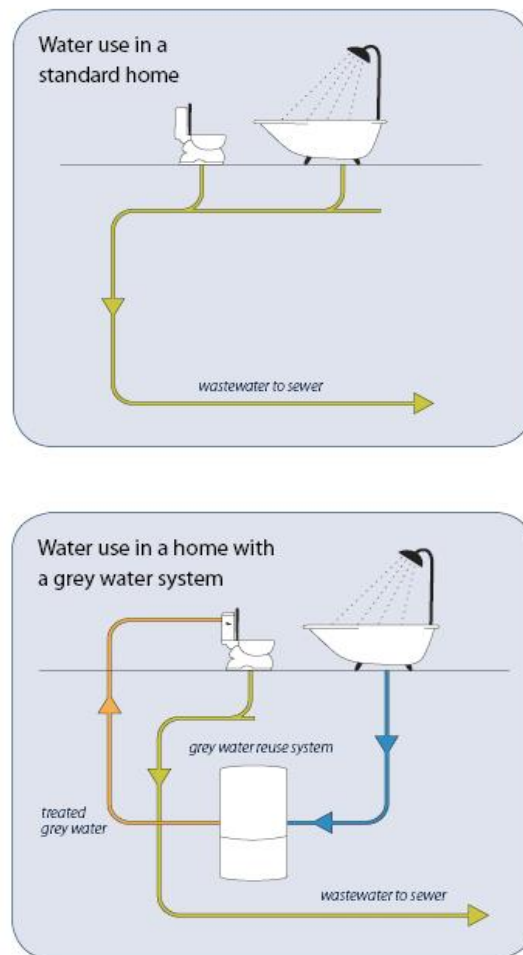 Water use in a
standard home
wastewater to sewer
Water use in a home with
a grey water system
grey water reuse system
treated
grey water
wastewater to sewer